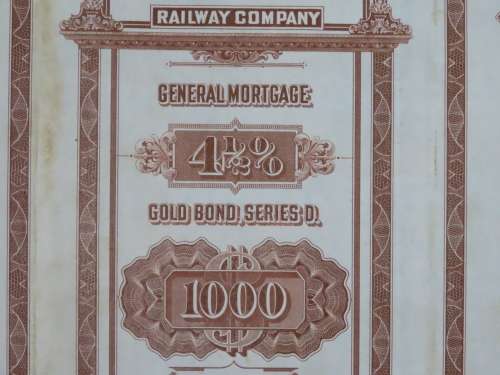 RAILWAY COMPANY
GENERAL MORTGAGE
4½%
GOLD BOND, SERIES D.
$1000